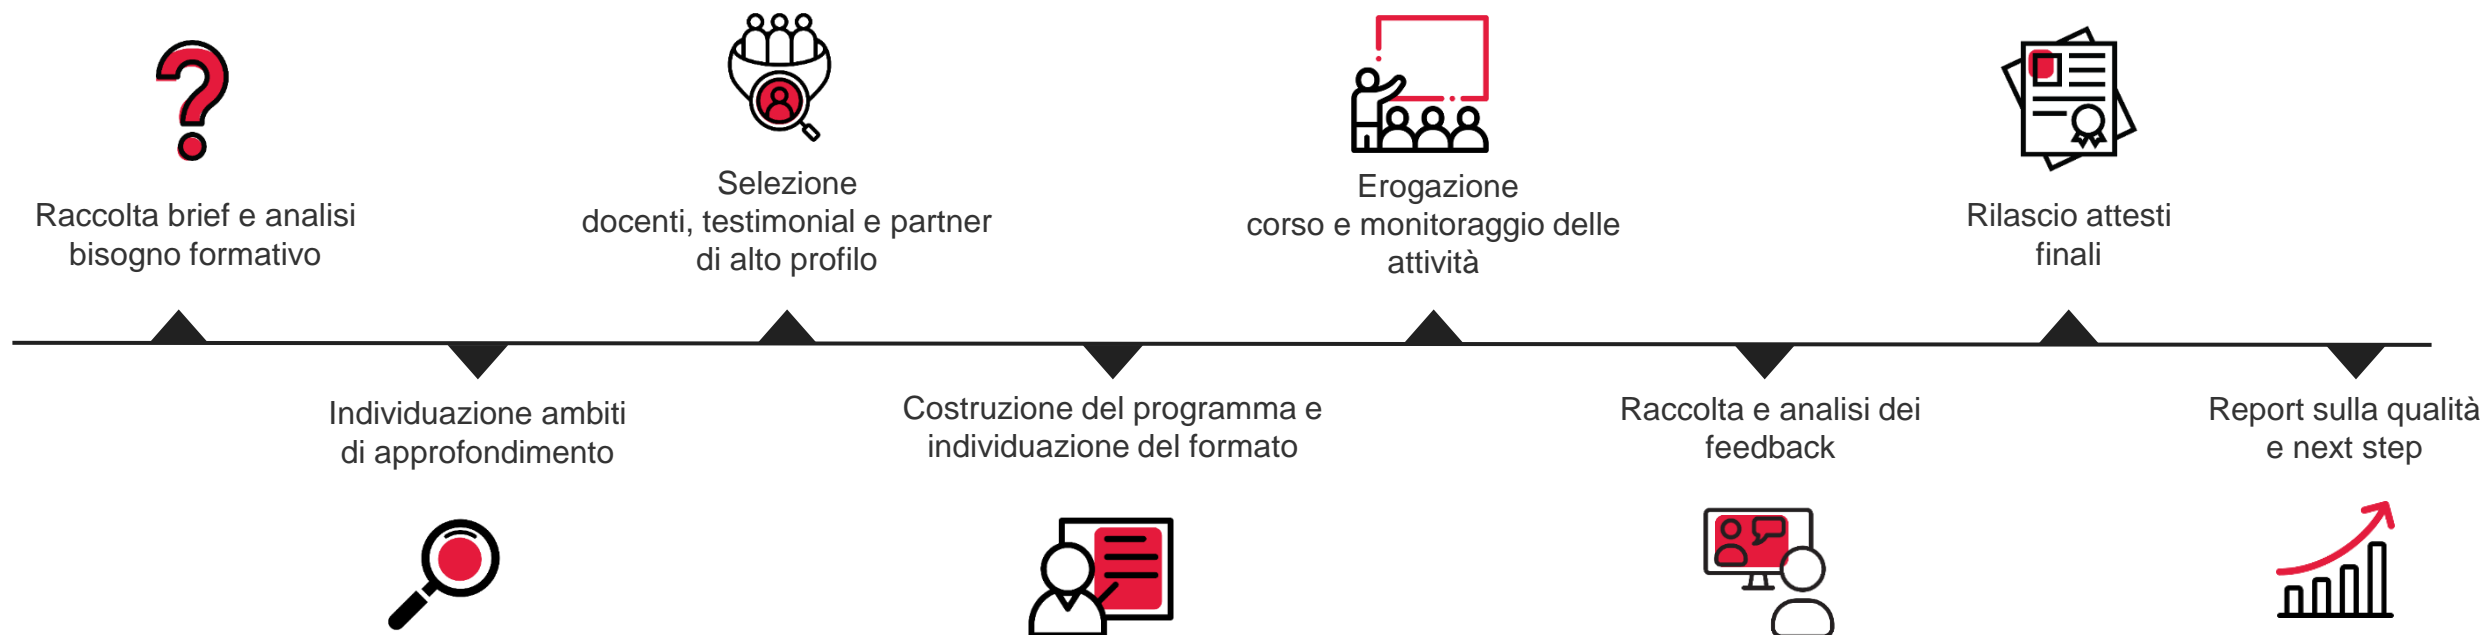 Raccolta brief e analisi
bisogno formativo
Individuazione ambiti
di approfondimento
Selezione
docenti, testimonial e partner
di alto profilo
Costruzione del programma e
individuazione del formato
Erogazione
corso e monitoraggio delle
attività
Raccolta e analisi dei
feedback
Rilascio attesti
finali
Report sulla qualità
e next step